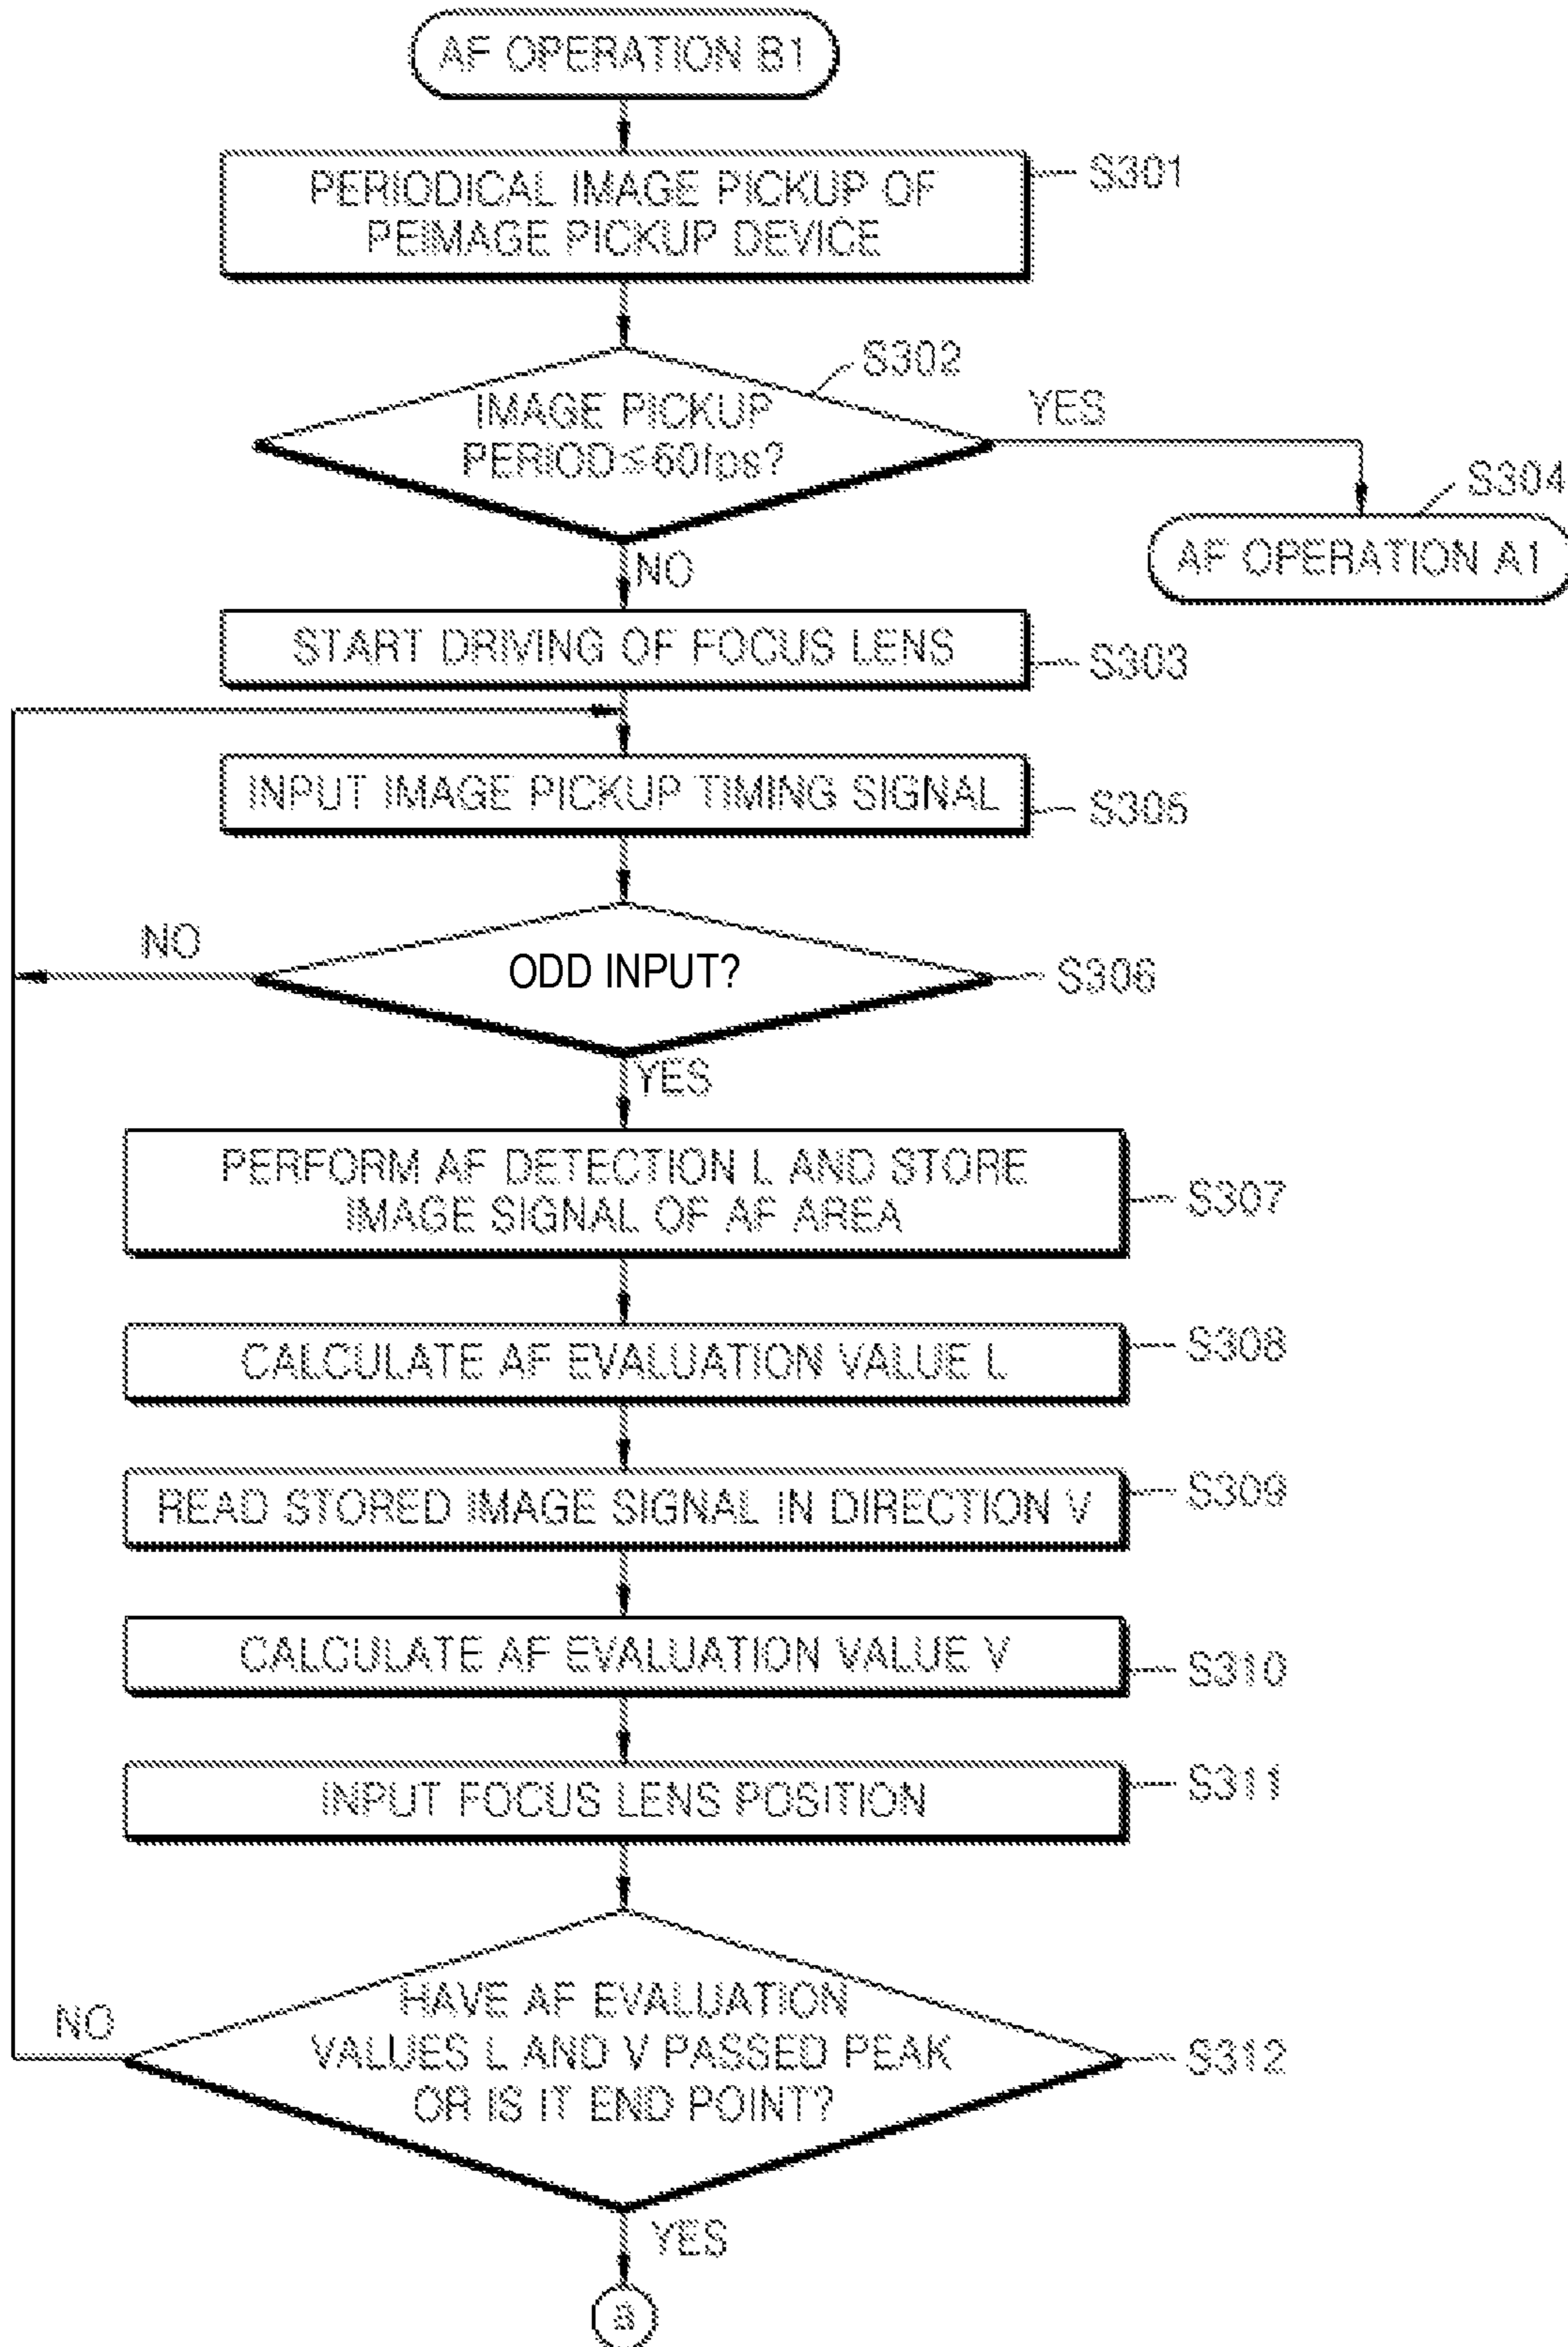 AF OPERATION B1
PERIODICAL IMAGE PICKUP OF
PEIMAGE PICKUP DEVICE
S301
S302
IMAGE PICKUP
PERIOD≤60fps?
YES
S304
AF OPERATION A1
NO
START DRIVING OF FOCUS LENS
S303
INPUT IMAGE PICKUP TIMING SIGNAL
S305
NO
ODD INPUT?
S306
YES
PERFORM AF DETECTION L AND STORE
IMAGE SIGNAL OF AF AREA
S307
CALCULATE AF EVALUATION VALUE L
S308
READ STORED IMAGE SIGNAL IN DIRECTION V
S309
CALCULATE AF EVALUATION VALUE V
S310
INPUT FOCUS LENS POSITION
S311
NO
HAVE AF EVALUATION
VALUES L AND V PASSED PEAK
OR IS IT END POINT?
S312
YES
a